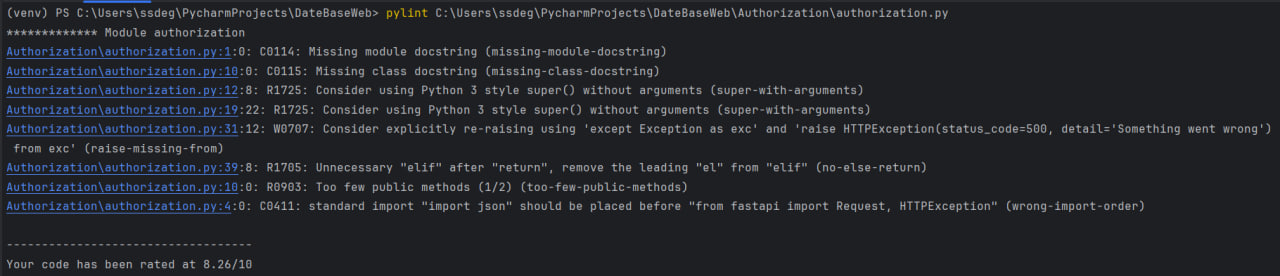 (venv) PS C:\Users\ssdeg\PycharmProjects\DateBaseWeb> pylint C:\Users\ssdeg\PycharmProjects\DateBaseWeb\Authorization\authorization.py
************* Module authorization
Authorization\authorization.py:1:0: C0114: Missing module docstring (missing-module-docstring)
Authorization\authorization.py:10:0: C0115: Missing class docstring (missing-class-docstring)
Authorization\authorization.py:12:8: R1725: Consider using Python 3 style super() without arguments (super-with-arguments)
Authorization\authorization.py:19:22: R1725: Consider using Python 3 style super() without arguments (super-with-arguments)
Authorization\authorization.py:31:12: W0707: Consider explicitly re-raising using 'except Exception as exc' and 'raise HTTPException(status_code=500, detail='Something went wrong')
 from exc' (raise-missing-from)
Authorization\authorization.py:39:8: R1705: Unnecessary "elif" after "return", remove the leading "el" from "elif" (no-else-return)
Authorization\authorization.py:10:0: R0903: Too few public methods (1/2) (too-few-public-methods)
Authorization\authorization.py:4:0: C0411: standard import "import json" should be placed before "from fastapi import Request, HTTPException" (wrong-import-order)
-----------------------------------
Your code has been rated at 8.26/10